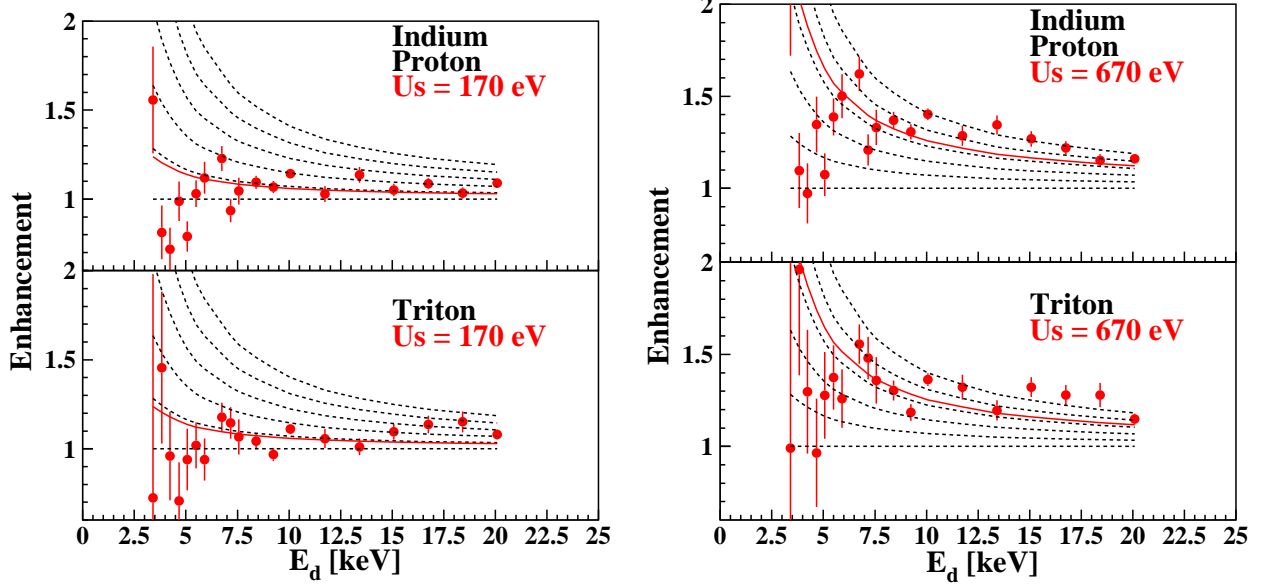 Enhancement
2
1.5
1
Indium
Proton
Us = 170 eV
2
1.5
1
Triton
Us = 170 eV
0 2.5 5 7.5 10 12.5 15 17.5 20 22.5 25
E_d [keV]
Enhancement
2
1.5
1
Indium
Proton
Us = 670 eV
2
1.5
1
Triton
Us = 670 eV
0 2.5 5 7.5 10 12.5 15 17.5 20 22.5 25
E_d [keV]